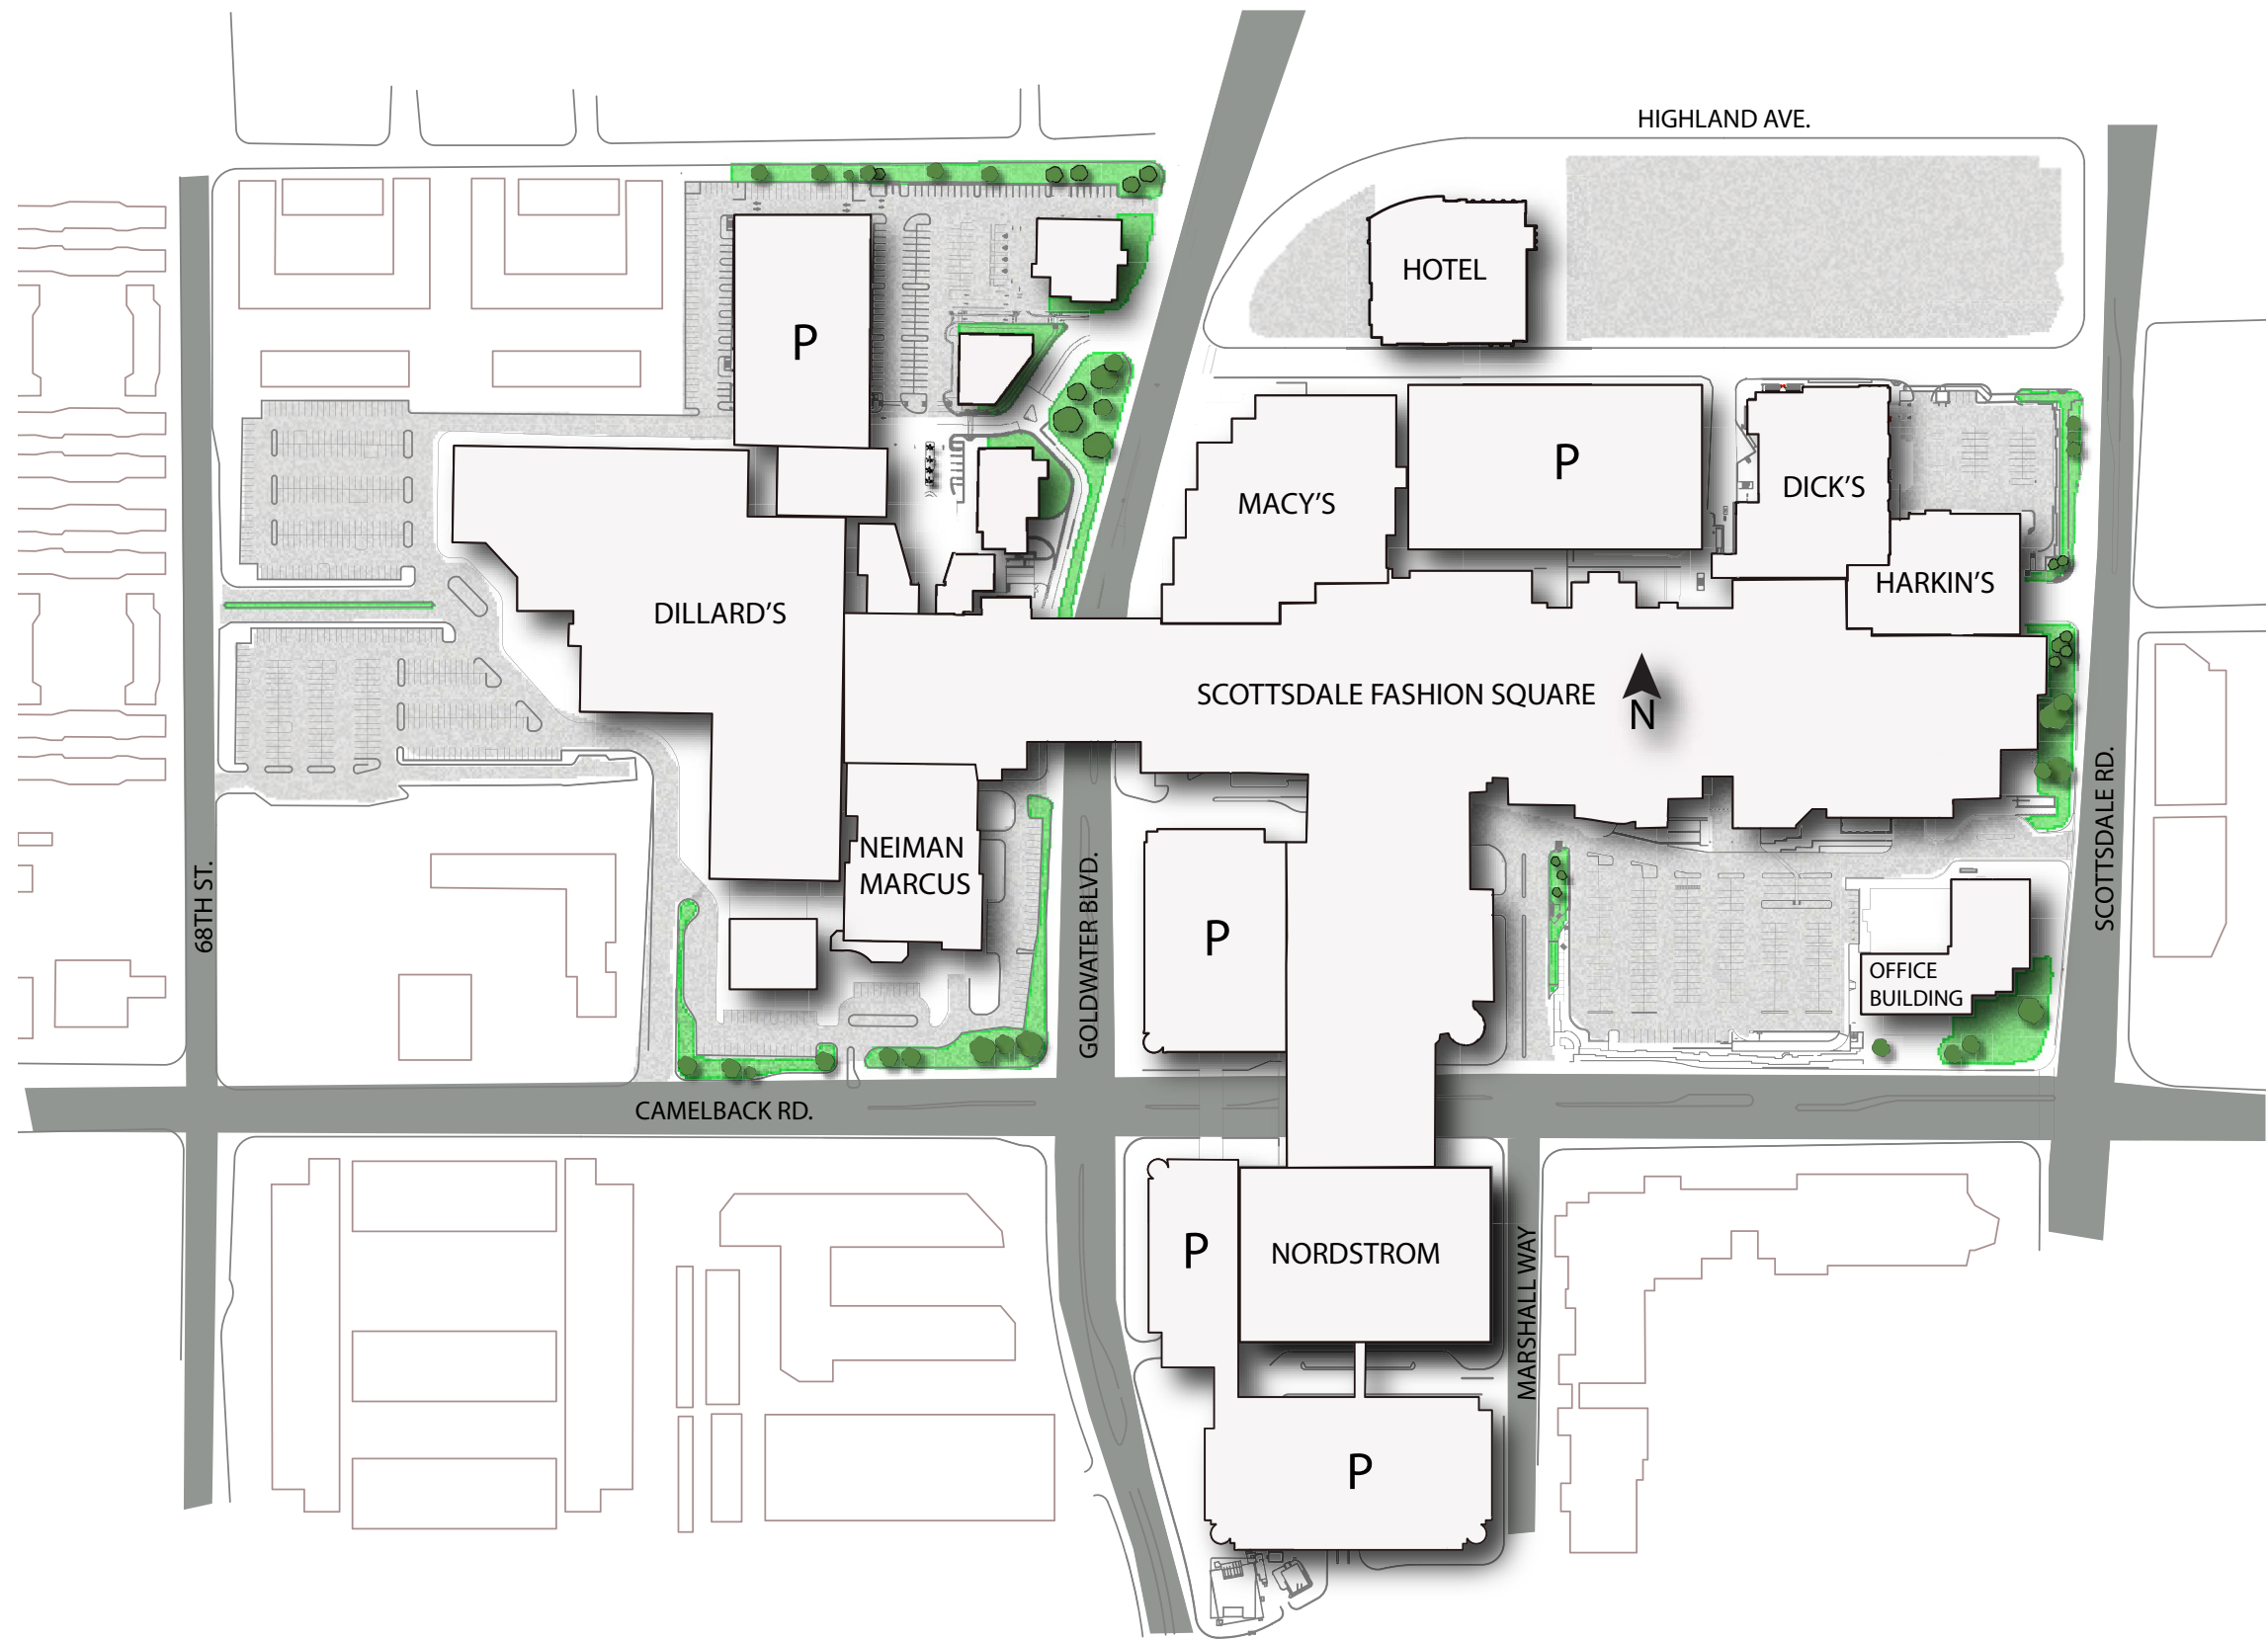 HIGHLAND AVE.
HOTEL
P
P
MACY'S
DICK'S
HARKIN'S
DILLARD'S
SCOTTSDALE FASHION SQUARE
N
SCOTTSDALE RD.
NEIMAN
MARCUS
68TH ST.
GOLDWATER BLVD.
P
OFFICE
BUILDING
CAMELBACK RD.
P
NORDSTROM
MARSHALL WAY
P